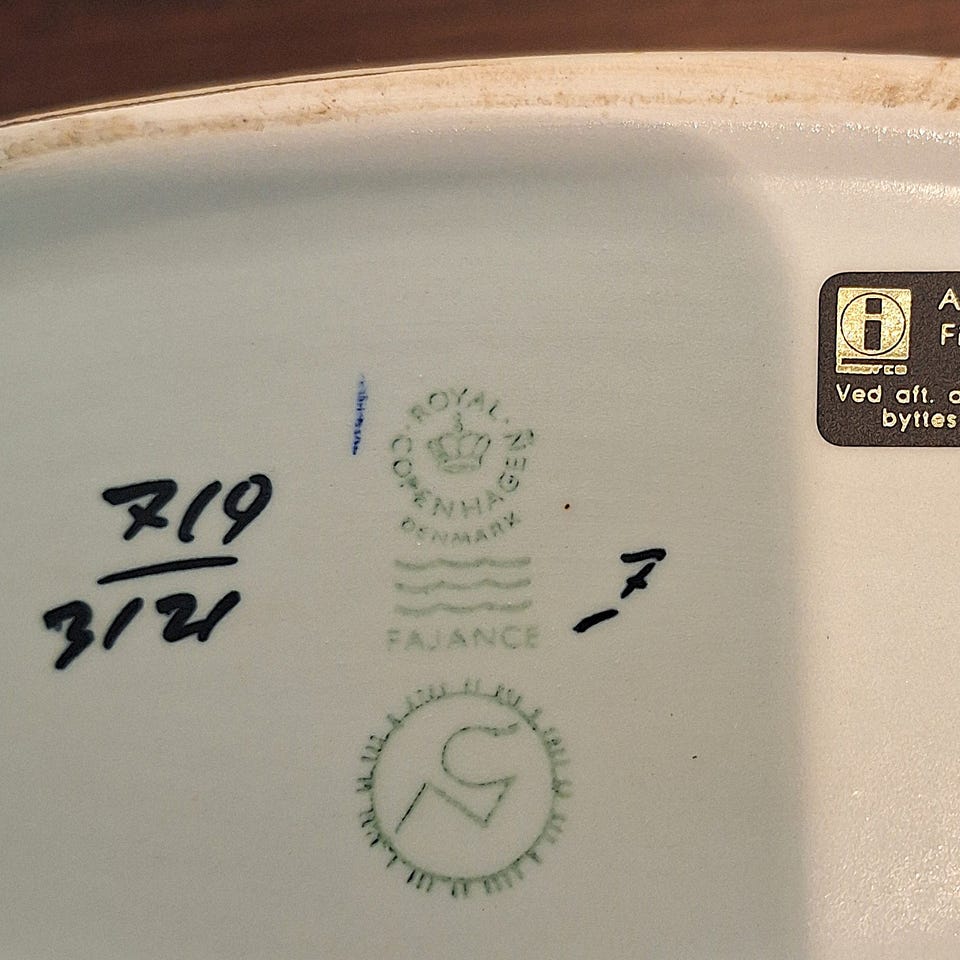 ROYAL
COPENHAGEN
DENMARK
FAJANCE
719
3121
7
i
A
F
Ved aft.
byttes